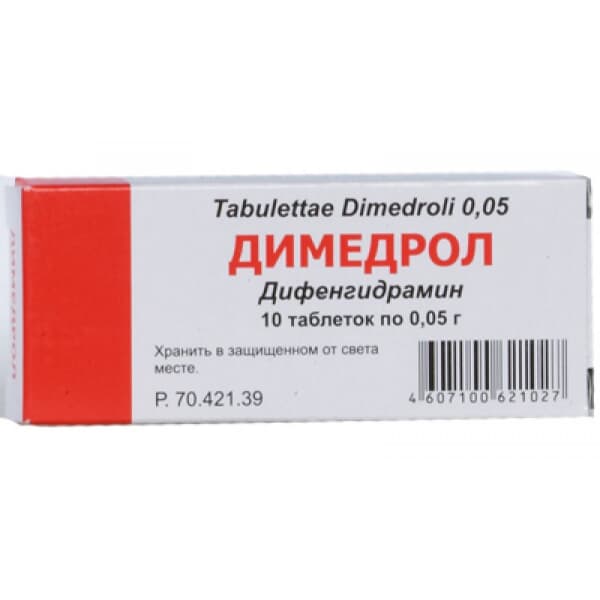 Tabulettae Dimedroli 0,05
ДИМЕДРОЛ
Дифенгидрамин
10 таблеток по 0,05 г
Хранить в защищенном от света
месте.
Р. 70.421.39
4 607100 621027
ДИМЕДРОЛ